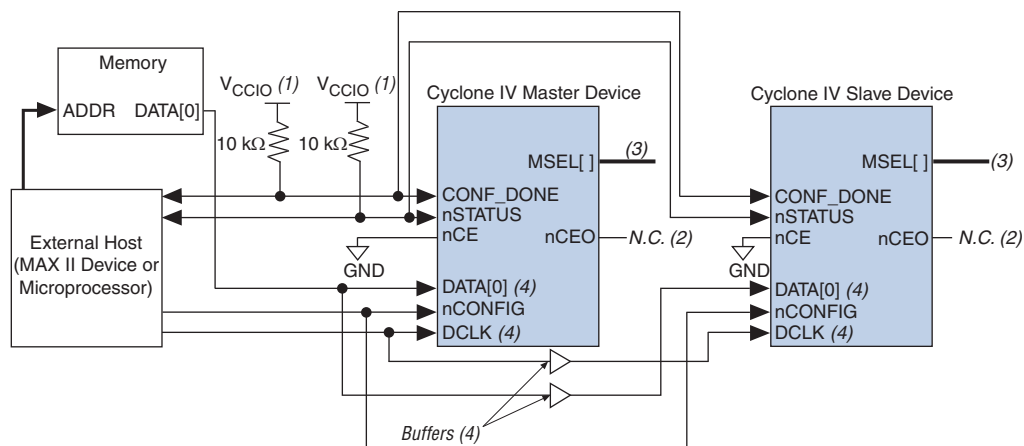 Memory
ADDR DATA[0]
VCCIO (1) VCCIO (1)
10 kΩ 10 kΩ
Cyclone IV Master Device
MSEL[ ] (3)
CONF_DONE
nSTATUS
nCE nCEO N.C. (2)
GND
DATA[0] (4)
nCONFIG
DCLK (4)
Cyclone IV Slave Device
MSEL[ ] (3)
CONF_DONE
nSTATUS
nCE nCEO N.C. (2)
GND
DATA[0] (4)
nCONFIG
DCLK (4)
External Host
(MAX II Device or
Microprocessor)
Buffers (4)